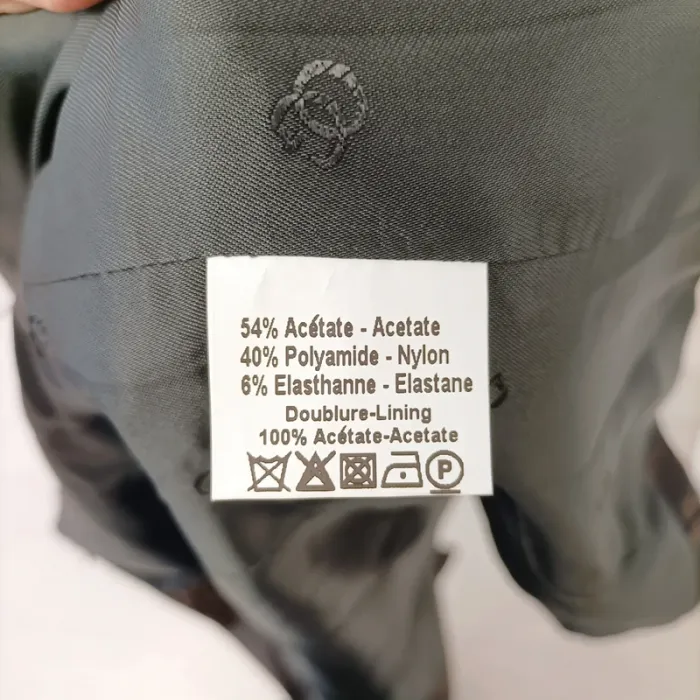 54% Acétate - Acetate
40% Polyamide - Nylon
6% Elasthanne - Elastane
Doublure-Lining
100% Acétate-Acetate
P